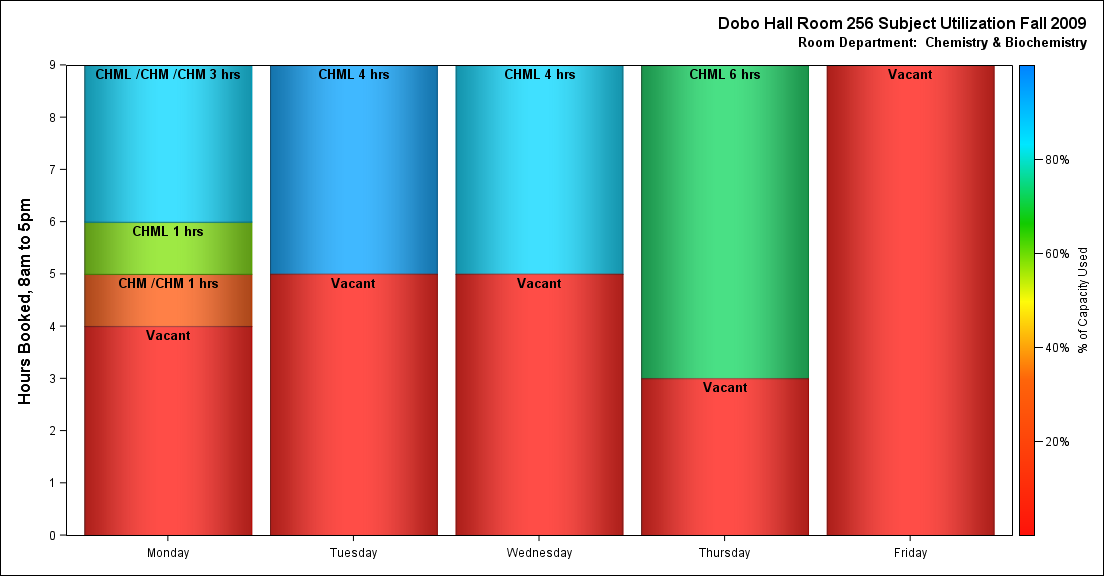 Dobo Hall Room 256 Subject Utilization Fall 2009
Room Department:  Chemistry & Biochemistry
Hours Booked, 8am to 5pm
9
8
7
6
5
4
3
2
1
0
CHML /CHM /CHM 3 hrs
CHML 1 hrs
CHM /CHM 1 hrs
Vacant
CHML 4 hrs
Vacant
CHML 4 hrs
Vacant
CHML 6 hrs
Vacant
Vacant
Monday
Tuesday
Wednesday
Thursday
Friday
80%
60%
40%
20%
% of Capacity Used